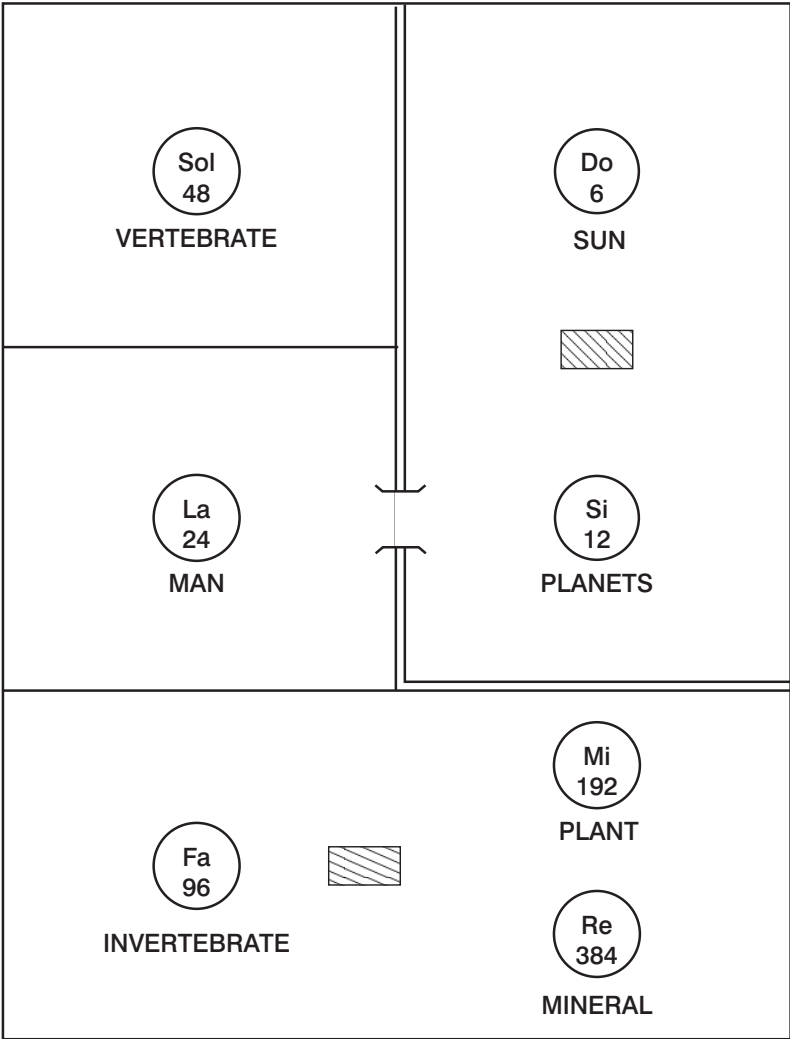 Sol
48
VERTEBRATE
Do
6
SUN
La
24
MAN
Si
12
PLANETS
Fa
96
INVERTEBRATE
Mi
192
PLANT
Re
384
MINERAL